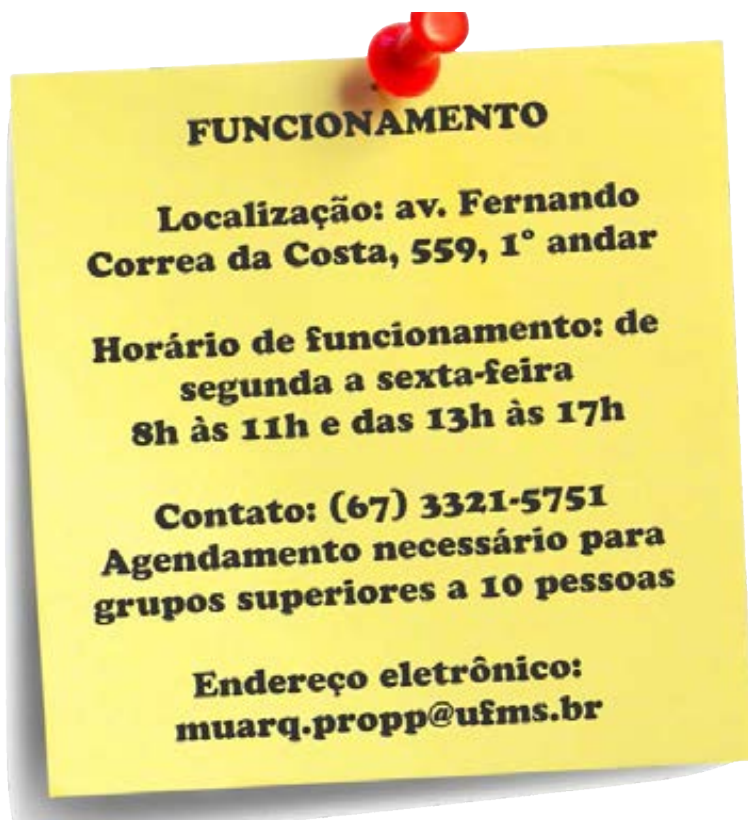 FUNCIONAMENTO
Localização: av. Fernando
Correa da Costa, 559, 1º andar
Horário de funcionamento: de
segunda a sexta-feira
8h às 11h e das 13h às 17h
Contato: (67) 3321-5751
Agendamento necessário para
grupos superiores a 10 pessoas
Endereço eletrônico:
muarq.propp@ufms.br